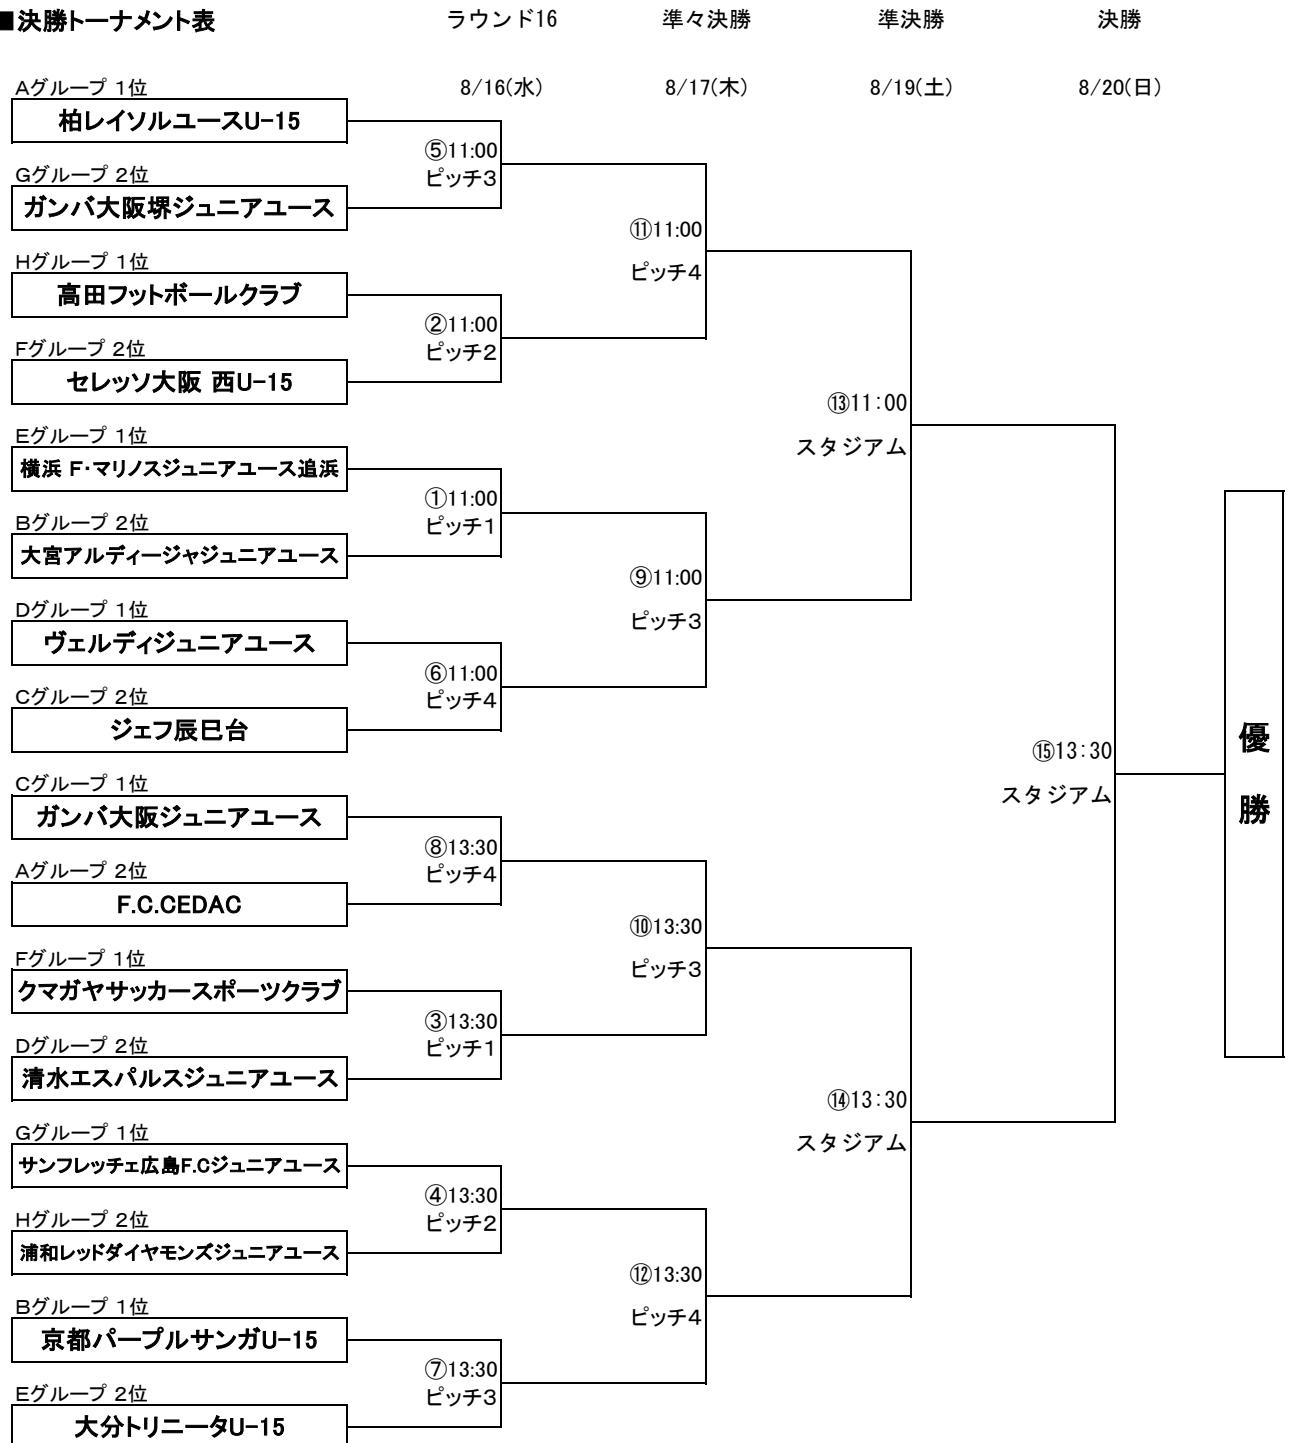 ■決勝トーナメント表 ラウンド16 準々決勝 準決勝 決勝
8/16(水) 8/17(木) 8/19(土) 8/20(日)
Aグループ 1位
柏レイソルユースU-15
⑤11:00
ピッチ3
Gグループ 2位
ガンバ大阪堺ジュニアユース
⑪11:00
ピッチ4
Hグループ 1位
高田フットボールクラブ
②11:00
ピッチ2
Fグループ 2位
セレッソ大阪 西U-15
⑬11:00
スタジアム
Eグループ 1位
横浜 F・マリノスジュニアユース追浜
①11:00
ピッチ1
Bグループ 2位
大宮アルディージャジュニアユース
⑨11:00
ピッチ3
Dグループ 1位
ヴェルディジュニアユース
⑥11:00
ピッチ4
Cグループ 2位
ジェフ辰巳台
⑮13:30
スタジアム
優
勝
Cグループ 1位
ガンバ大阪ジュニアユース
⑧13:30
ピッチ4
Aグループ 2位
F.C.CEDAC
⑩13:30
ピッチ3
Fグループ 1位
クマガヤサッカースポーツクラブ
③13:30
ピッチ1
Dグループ 2位
清水エスパルスジュニアユース
⑭13:30
スタジアム
Gグループ 1位
サンフレッチェ広島F.Cジュニアユース
④13:30
ピッチ2
Hグループ 2位
浦和レッドダイヤモンズジュニアユース
⑫13:30
ピッチ4
Bグループ 1位
京都パープルサンガU-15
⑦13:30
ピッチ3
Eグループ 2位
大分トリニータU-15